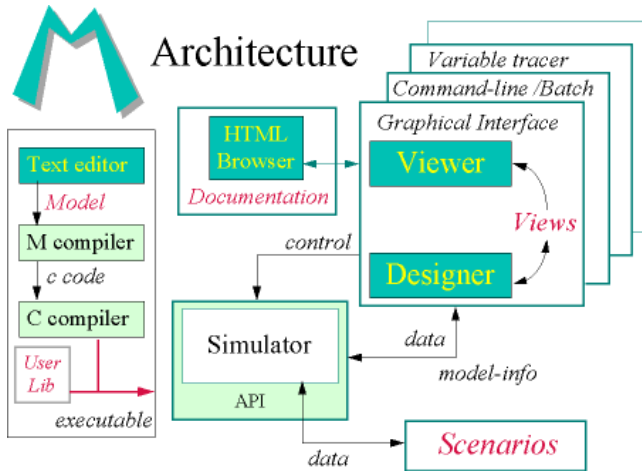 M
Architecture
Variable tracer
Command-line /Batch
Graphical Interface
HTML
Browser
Documentation
Viewer
Views
Designer
Text editor
Model
M compiler
c code
C compiler
User
Lib
executable
control
Simulator
API
data
model-info
data
Scenarios